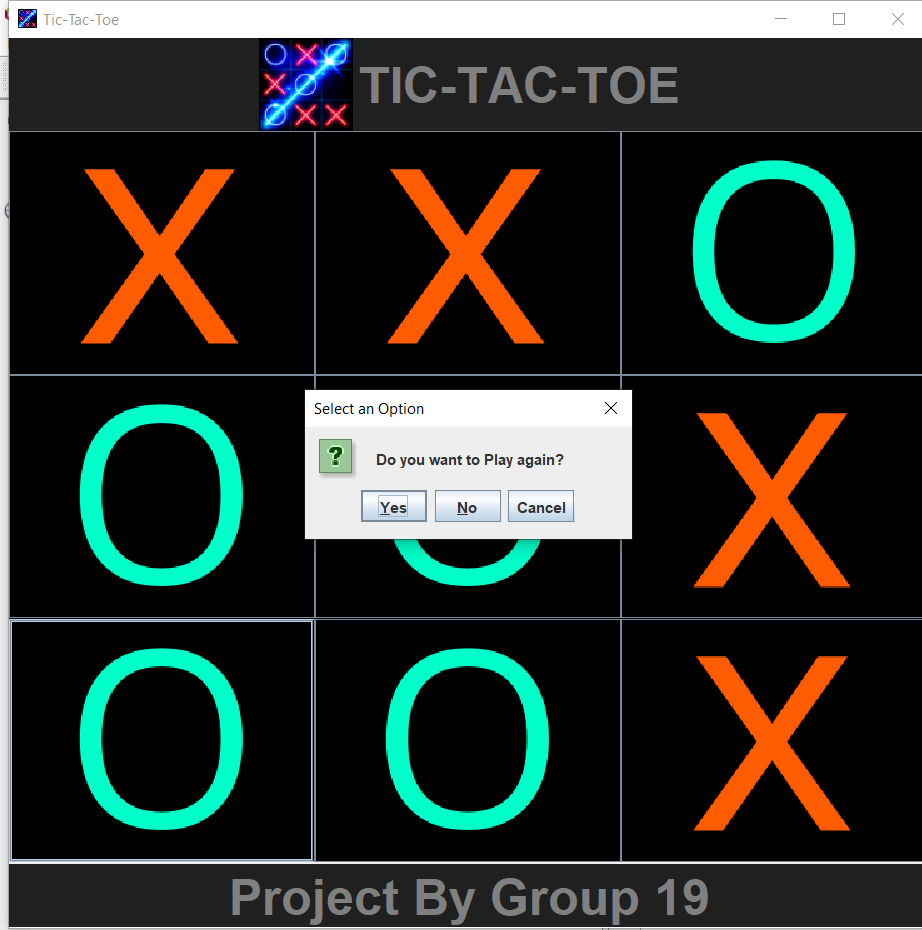 Tic-Tac-Toe
TIC-TAC-TOE
X X O
Select an Option
Do you want to Play again?
Yes No Cancel
O O X
O O X
Project By Group 19